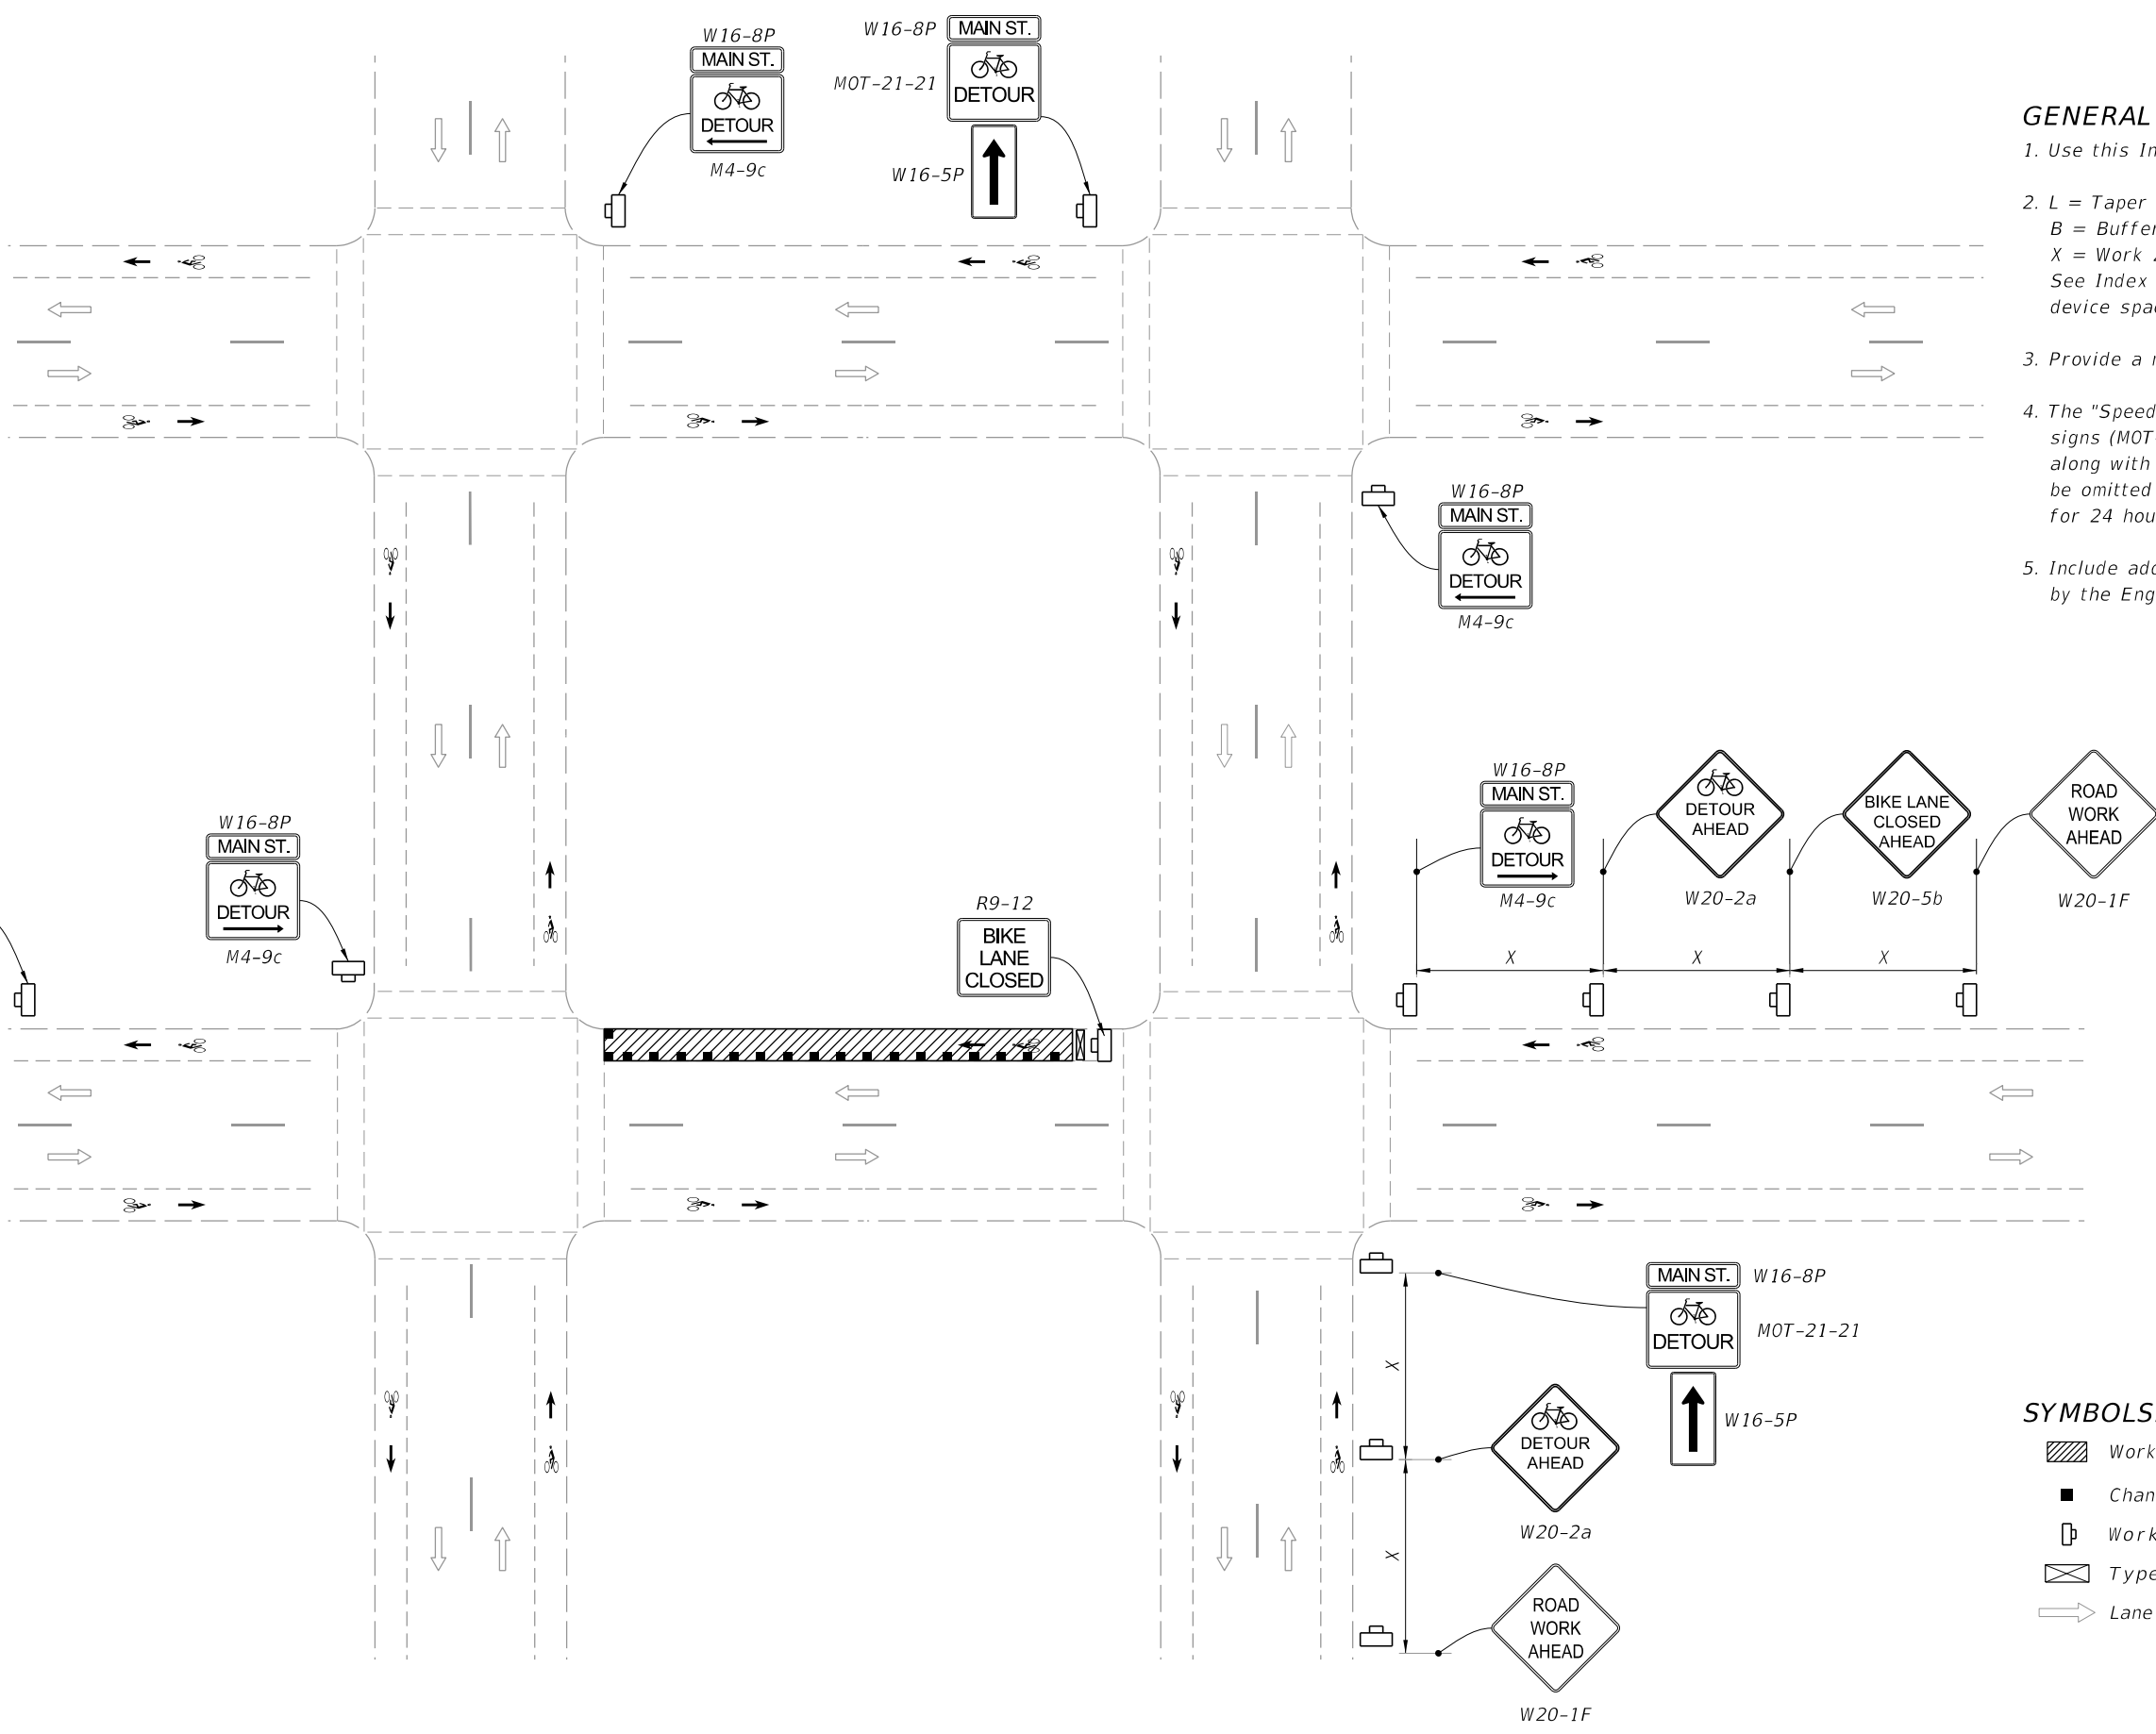 W16-8P
MAIN ST.
DETOUR
M4-9c
W16-8P
MAIN ST.
MOT-21-21
DETOUR
W16-5P
GENERAL
1. Use this In
2. L = Taper
B = Buffer
X = Work
See Index
device spa
3. Provide a
4. The "Speed
signs (MOT-
along with
be omitted
for 24 hou
5. Include add
by the Eng
W16-8P
MAIN ST.
DETOUR
M4-9c
W16-8P
MAIN ST.
DETOUR
M4-9c
DETOUR
AHEAD
W20-2a
BIKE LANE
CLOSED
AHEAD
W20-5b
ROAD
WORK
AHEAD
W20-1F
X
X
X
W16-8P
MAIN ST.
DETOUR
M4-9c
R9-12
BIKE
LANE
CLOSED
MAIN ST.
W16-8P
DETOUR
MOT-21-21
W16-5P
X
DETOUR
AHEAD
W20-2a
X
ROAD
WORK
AHEAD
W20-1F
SYMBOLS
Work
Chan
Work
Type
Lane